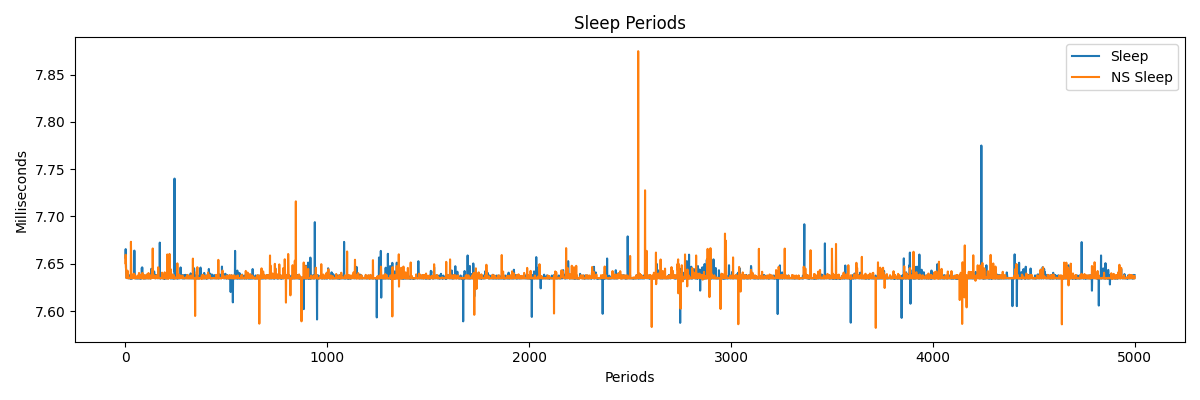 Sleep Periods
Sleep
NS Sleep
Milliseconds
7.85
7.80
7.75
7.70
7.65
7.60
0 1000 2000 3000 4000 5000
Periods